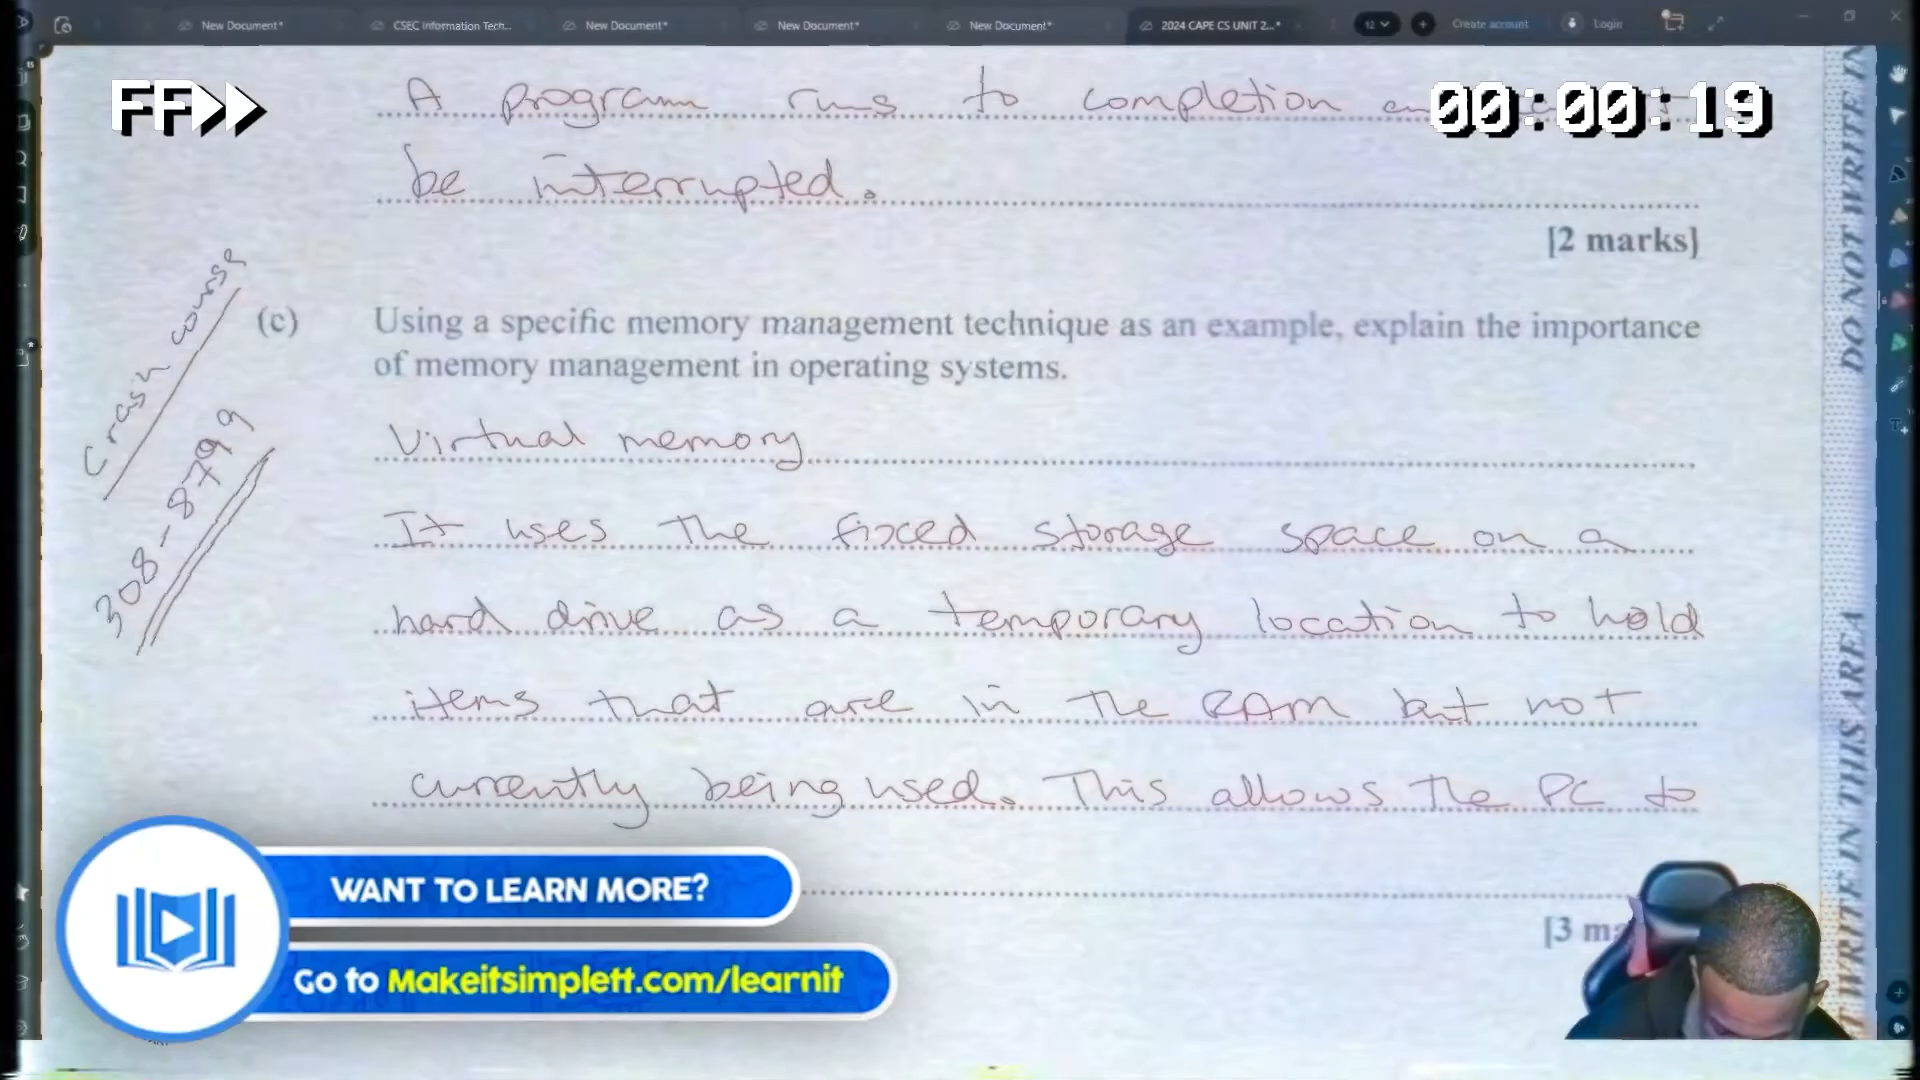 New Document*
CSEC Information Tech...
New Document*
New Document*
New Document*
2024 CAPE CS UNIT 2...*
12
Create account
Login
FF
00:00:19
A program runs to completion
be interrupted.
[2 marks]
Crash course
308-8799
(c) Using a specific memory management technique as an example, explain the importance
of memory management in operating systems.
Virtual memory
It uses the fixed storage space on a
hard drive as a temporary location to hold
items that are in the RAM but not
currently being used. This allows the PC to
[3 ma
WANT TO LEARN MORE?
Go to Makeitsimplett.com/learnit
DO NOT WRITE IN
WRITE IN THIS AREA